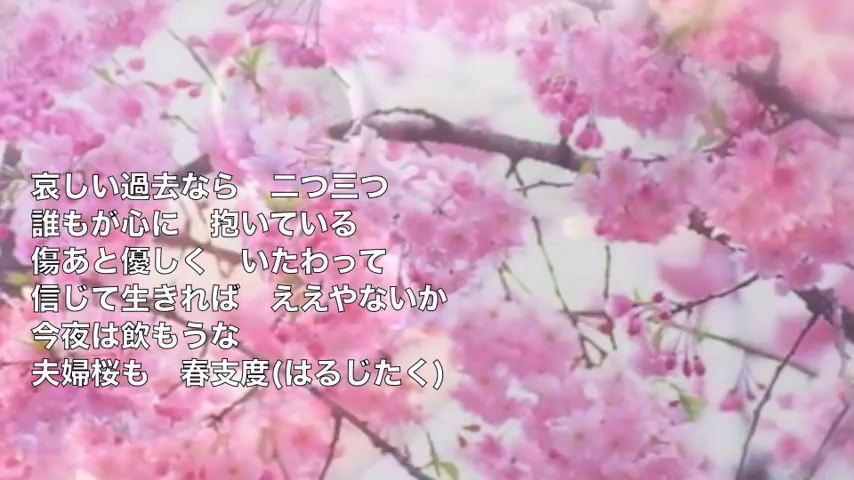 哀しい過去なら　二つ三つ
誰もが心に　抱いている
傷あと優しく　いたわって
信じて生きれば　ええやないか
今夜は飲もうな
夫婦桜も　春支度(はるじたく)